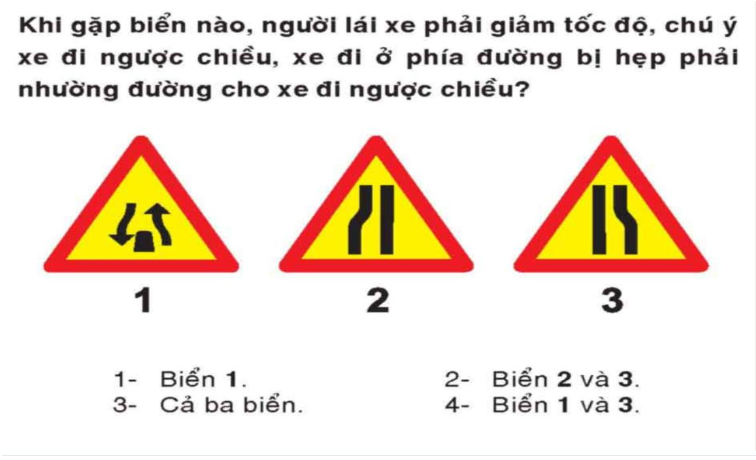 Khi gặp biển nào, người lái xe phải giảm tốc độ, chú ý
xe đi ngược chiều, xe đi ở phía đường bị hẹp phải
nhường đường cho xe đi ngược chiều?
1 2 3
1- Biển 1. 2- Biển 2 và 3.
3- Cả ba biển. 4- Biển 1 và 3.